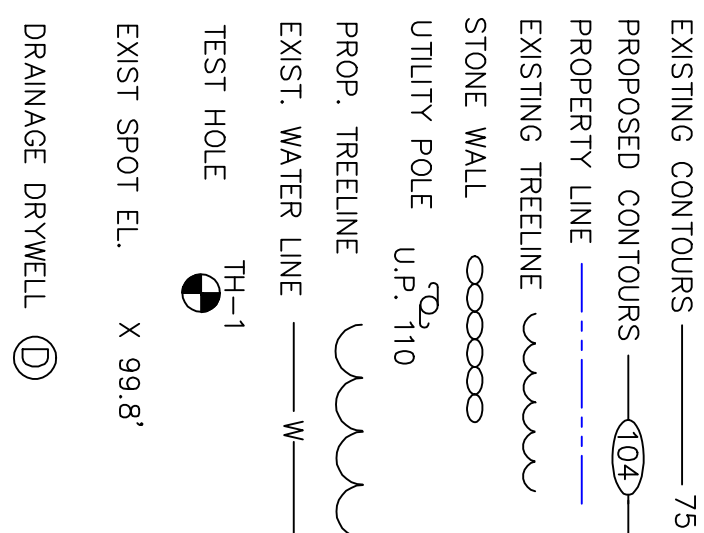 EXISTING CONTOURS 75
PROPOSED CONTOURS 104
PROPERTY LINE
EXISTING TREELINE
STONE WALL
UTILITY POLE U.P. 110
PROP. TREELINE
EXIST. WATER LINE W
TEST HOLE TH-1
EXIST SPOT EL. X 99.8'
DRAINAGE DRYWELL D